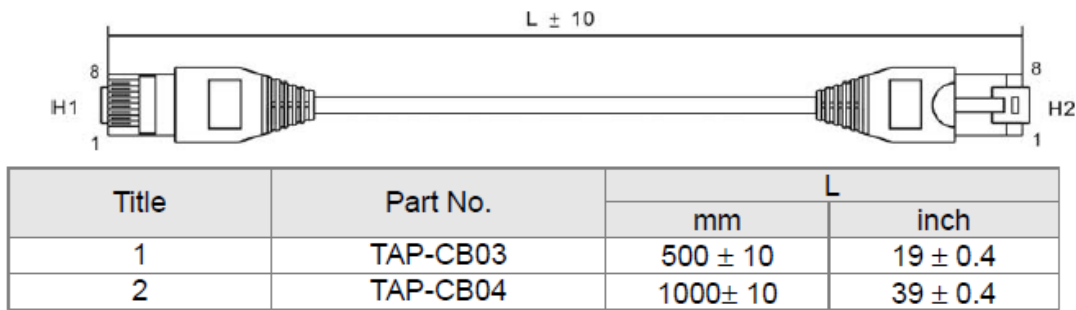 L ± 10
8 8
H1 H2
1 1
Title Part No. L
mm inch
1 TAP-CB03 500 ± 10 19 ± 0.4
2 TAP-CB04 1000± 10 39 ± 0.4